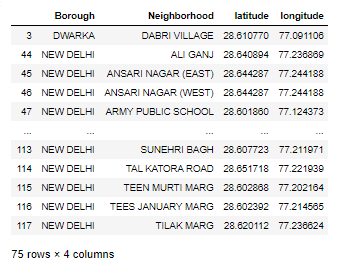 Borough Neighborhood latitude longitude
3 DWARKA DABRI VILLAGE 28.610770 77.091106
44 NEW DELHI ALI GANJ 28.640894 77.236869
45 NEW DELHI ANSARI NAGAR (EAST) 28.644287 77.244188
46 NEW DELHI ANSARI NAGAR (WEST) 28.644287 77.244188
47 NEW DELHI ARMY PUBLIC SCHOOL 28.601860 77.124373
... ... ... ... ...
113 NEW DELHI SUNEHRI BAGH 28.607723 77.211971
114 NEW DELHI TAL KATORA ROAD 28.651718 77.221939
115 NEW DELHI TEEN MURTI MARG 28.602868 77.202164
116 NEW DELHI TEES JANUARY MARG 28.602392 77.214565
117 NEW DELHI TILAK MARG 28.620112 77.236624
75 rows × 4 columns